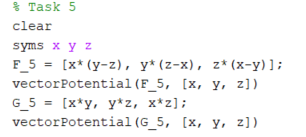 % Task 5
clear
syms x y z
F_5 = [x*(y-z), y*(z-x), z*(x-y)];
vectorPotential(F_5, [x, y, z])
G_5 = [x*y, y*z, x*z];
vectorPotential(G_5, [x, y, z])